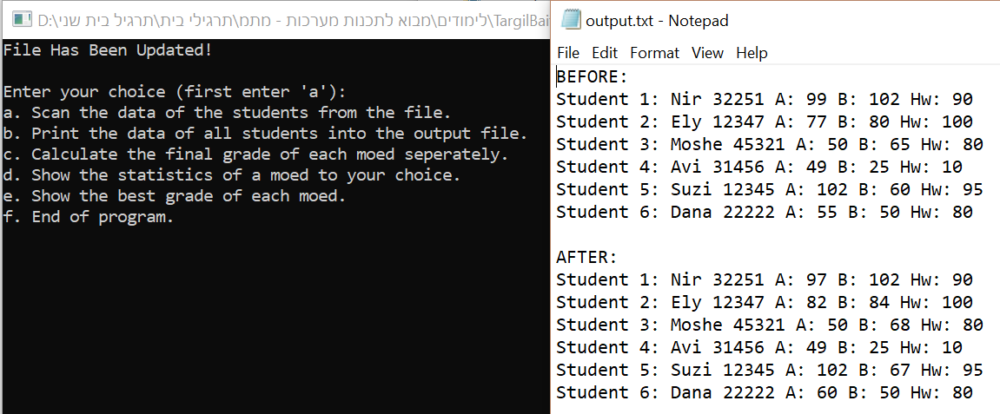 D:\לימודים\מבוא לתכנות מערכות - מתמ\תרגילי בית\תרגיל בית שני\TargilBai
File Has Been Updated!
Enter your choice (first enter 'a'):
a. Scan the data of the students from the file.
b. Print the data of all students into the output file.
c. Calculate the final grade of each moed seperately.
d. Show the statistics of a moed to your choice.
e. Show the best grade of each moed.
f. End of program.
output.txt - Notepad
File Edit Format View Help
BEFORE:
Student 1: Nir 32251 A: 99 B: 102 Hw: 90
Student 2: Ely 12347 A: 77 B: 80 Hw: 100
Student 3: Moshe 45321 A: 50 B: 65 Hw: 80
Student 4: Avi 31456 A: 49 B: 25 Hw: 10
Student 5: Suzi 12345 A: 102 B: 60 Hw: 95
Student 6: Dana 22222 A: 55 B: 50 Hw: 80
AFTER:
Student 1: Nir 32251 A: 97 B: 102 Hw: 90
Student 2: Ely 12347 A: 82 B: 84 Hw: 100
Student 3: Moshe 45321 A: 50 B: 68 Hw: 80
Student 4: Avi 31456 A: 49 B: 25 Hw: 10
Student 5: Suzi 12345 A: 102 B: 67 Hw: 95
Student 6: Dana 22222 A: 60 B: 50 Hw: 80